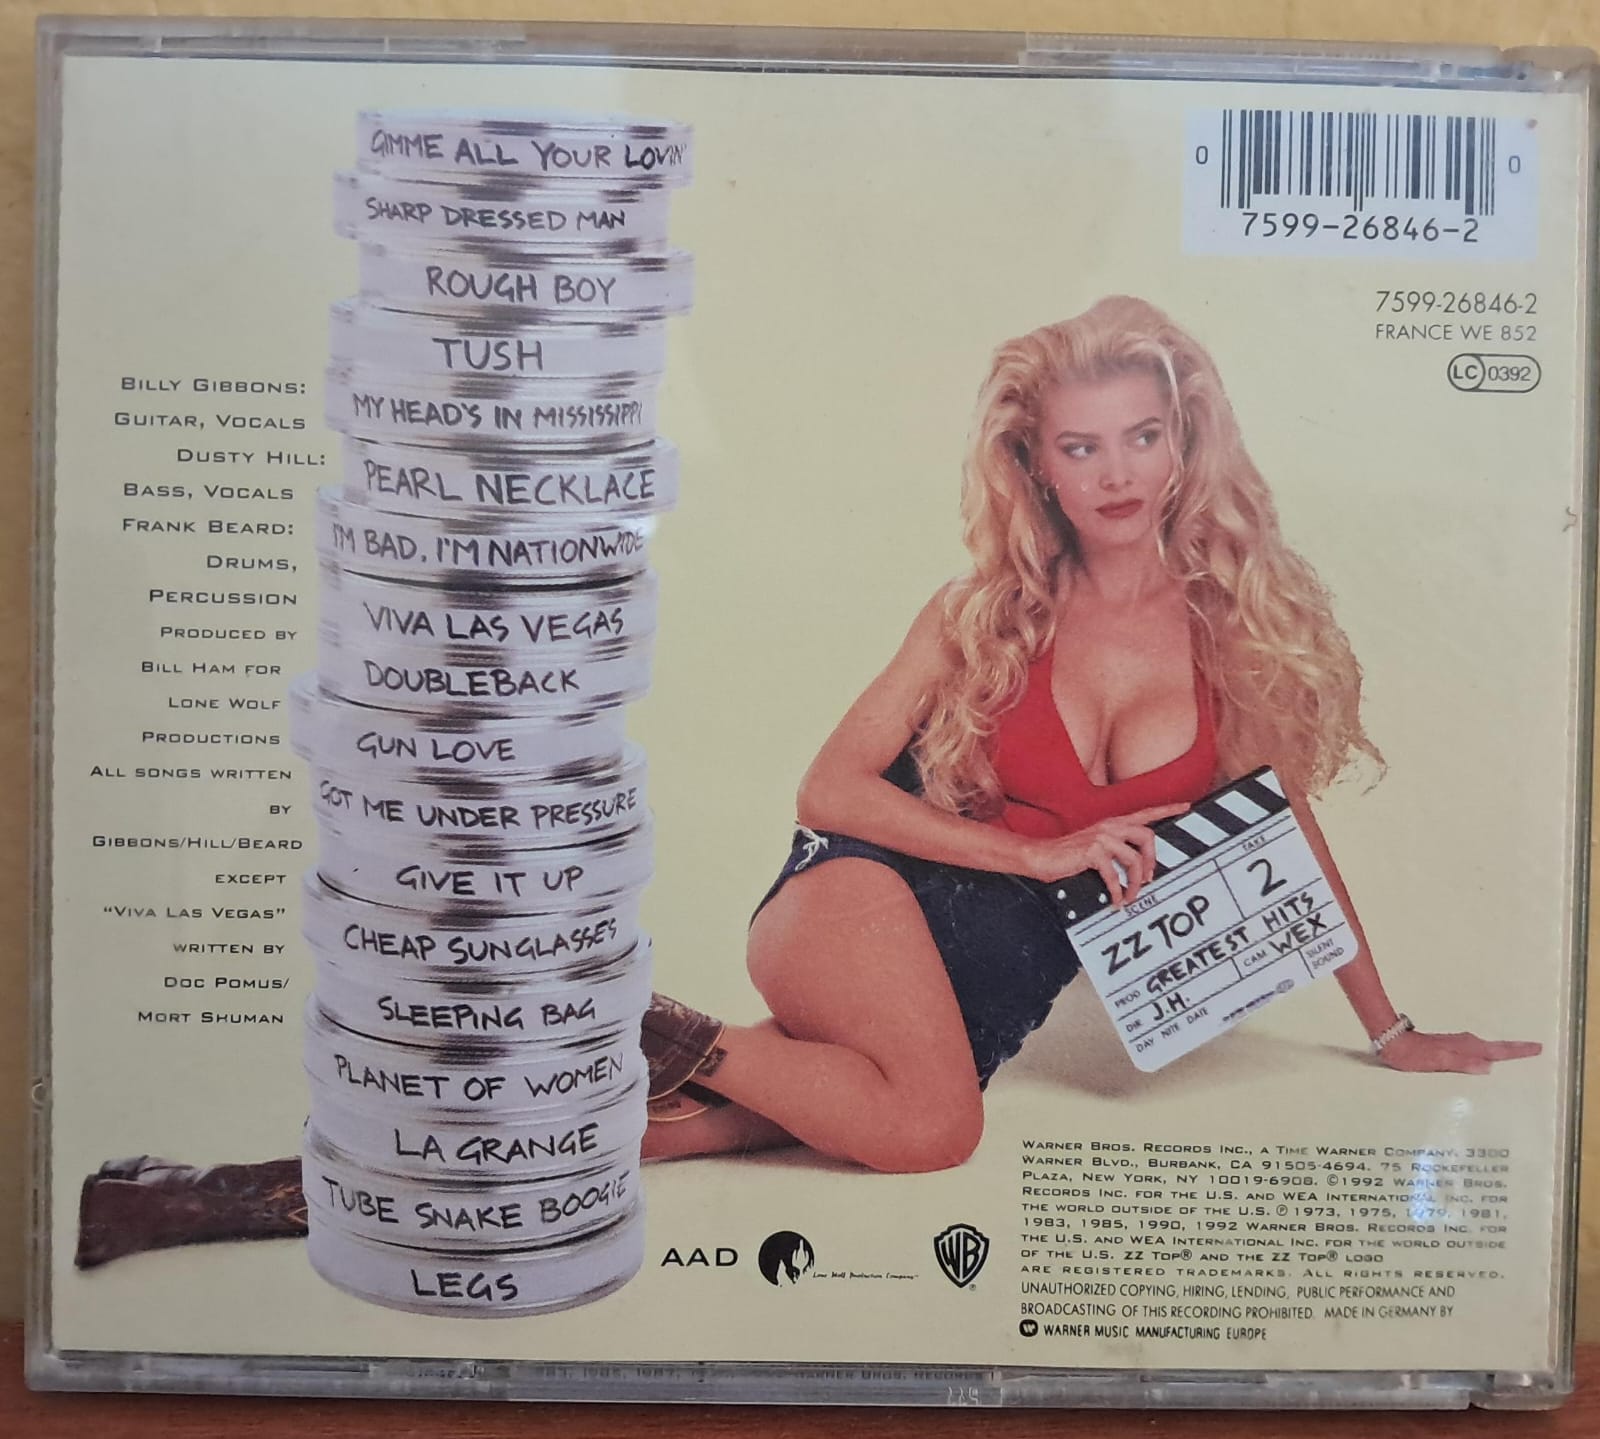 GIMME ALL YOUR LOVIN'
SHARP DRESSED MAN
ROUGH BOY
TUSH
MY HEAD'S IN MISSISSIPPI
PEARL NECKLACE
I'M BAD, I'M NATIONWIDE
VIVA LAS VEGAS
DOUBLEBACK
GUN LOVE
GOT ME UNDER PRESSURE
GIVE IT UP
CHEAP SUNGLASSES
SLEEPING BAG
PLANET OF WOMEN
LA GRANGE
TUBE SNAKE BOOGIE
LEGS
BILLY GIBBONS:
GUITAR, VOCALS
DUSTY HILL:
BASS, VOCALS
FRANK BEARD:
DRUMS,
PERCUSSION
PRODUCED BY
BILL HAM FOR
LONE WOLF
PRODUCTIONS
ALL SONGS WRITTEN
BY
GIBBONS/HILL/BEARD
EXCEPT
"VIVA LAS VEGAS"
WRITTEN BY
DOC POMUS/
MORT SHUMAN
0 0
7599-26846-2
7599-26846-2
FRANCE WE 852
LC 0392
SCENE TAKE
ZZ TOP 2
PROD GREATEST HITS
DIR J.H. CAM WEX
DAY NITE DATE SILENT
SOUND
AAD
Lone Wolf Production Company
WB
WARNER BROS. RECORDS INC., A TIME WARNER COMPANY. 3300
WARNER BLVD., BURBANK, CA 91505-4694. 75 ROCKEFELLER
PLAZA, NEW YORK, NY 10019-6908. ©1992 WARNER BROS.
RECORDS INC. FOR THE U.S. AND WEA INTERNATIONAL INC. FOR
THE WORLD OUTSIDE OF THE U.S. ℗ 1973, 1975, 1979, 1981,
1983, 1985, 1990, 1992 WARNER BROS. RECORDS INC. FOR
THE U.S. AND WEA INTERNATIONAL INC. FOR THE WORLD OUTSIDE
OF THE U.S. ZZ TOP® AND THE ZZ TOP® LOGO
ARE REGISTERED TRADEMARKS. ALL RIGHTS RESERVED.
UNAUTHORIZED COPYING, HIRING, LENDING, PUBLIC PERFORMANCE AND
BROADCASTING OF THIS RECORDING PROHIBITED. MADE IN GERMANY BY
WARNER MUSIC MANUFACTURING EUROPE